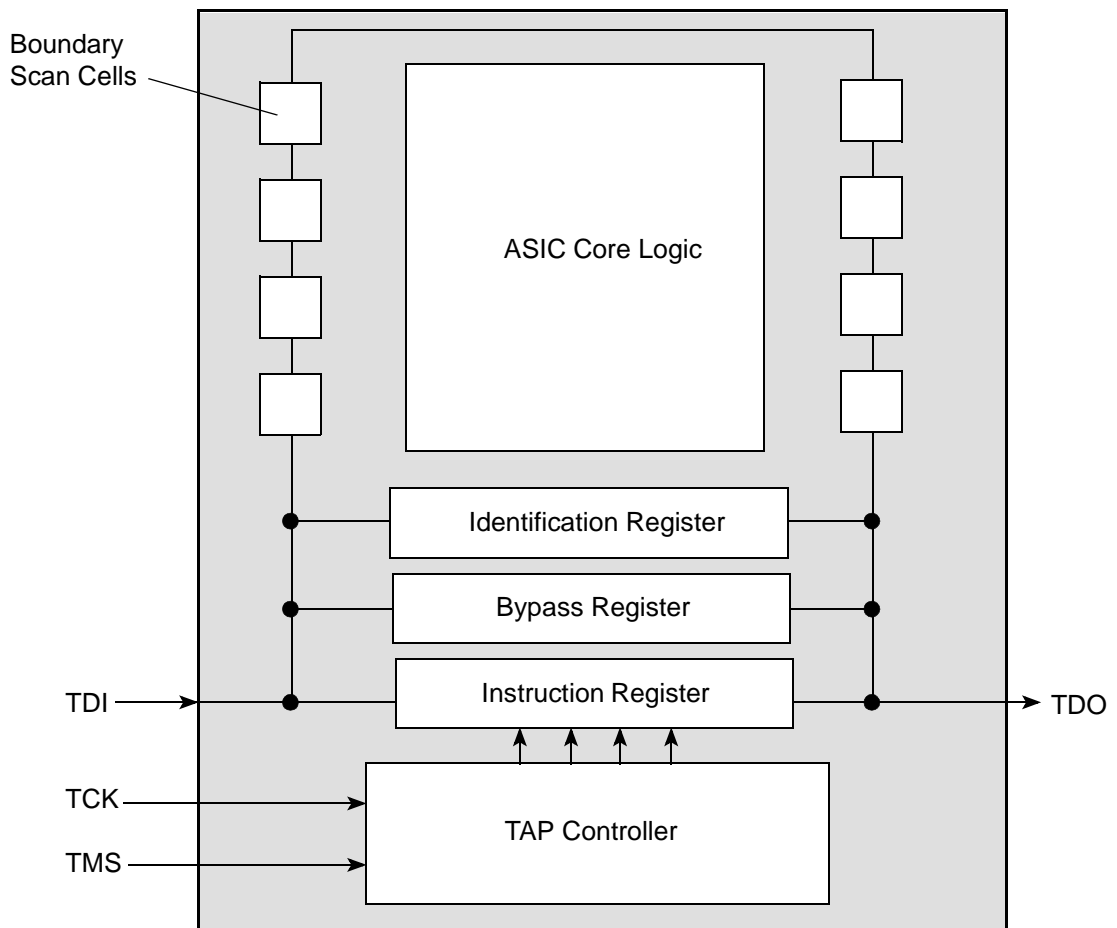 Boundary
Scan Cells
ASIC Core Logic
Identification Register
Bypass Register
TDI
Instruction Register
TDO
TCK
TAP Controller
TMS